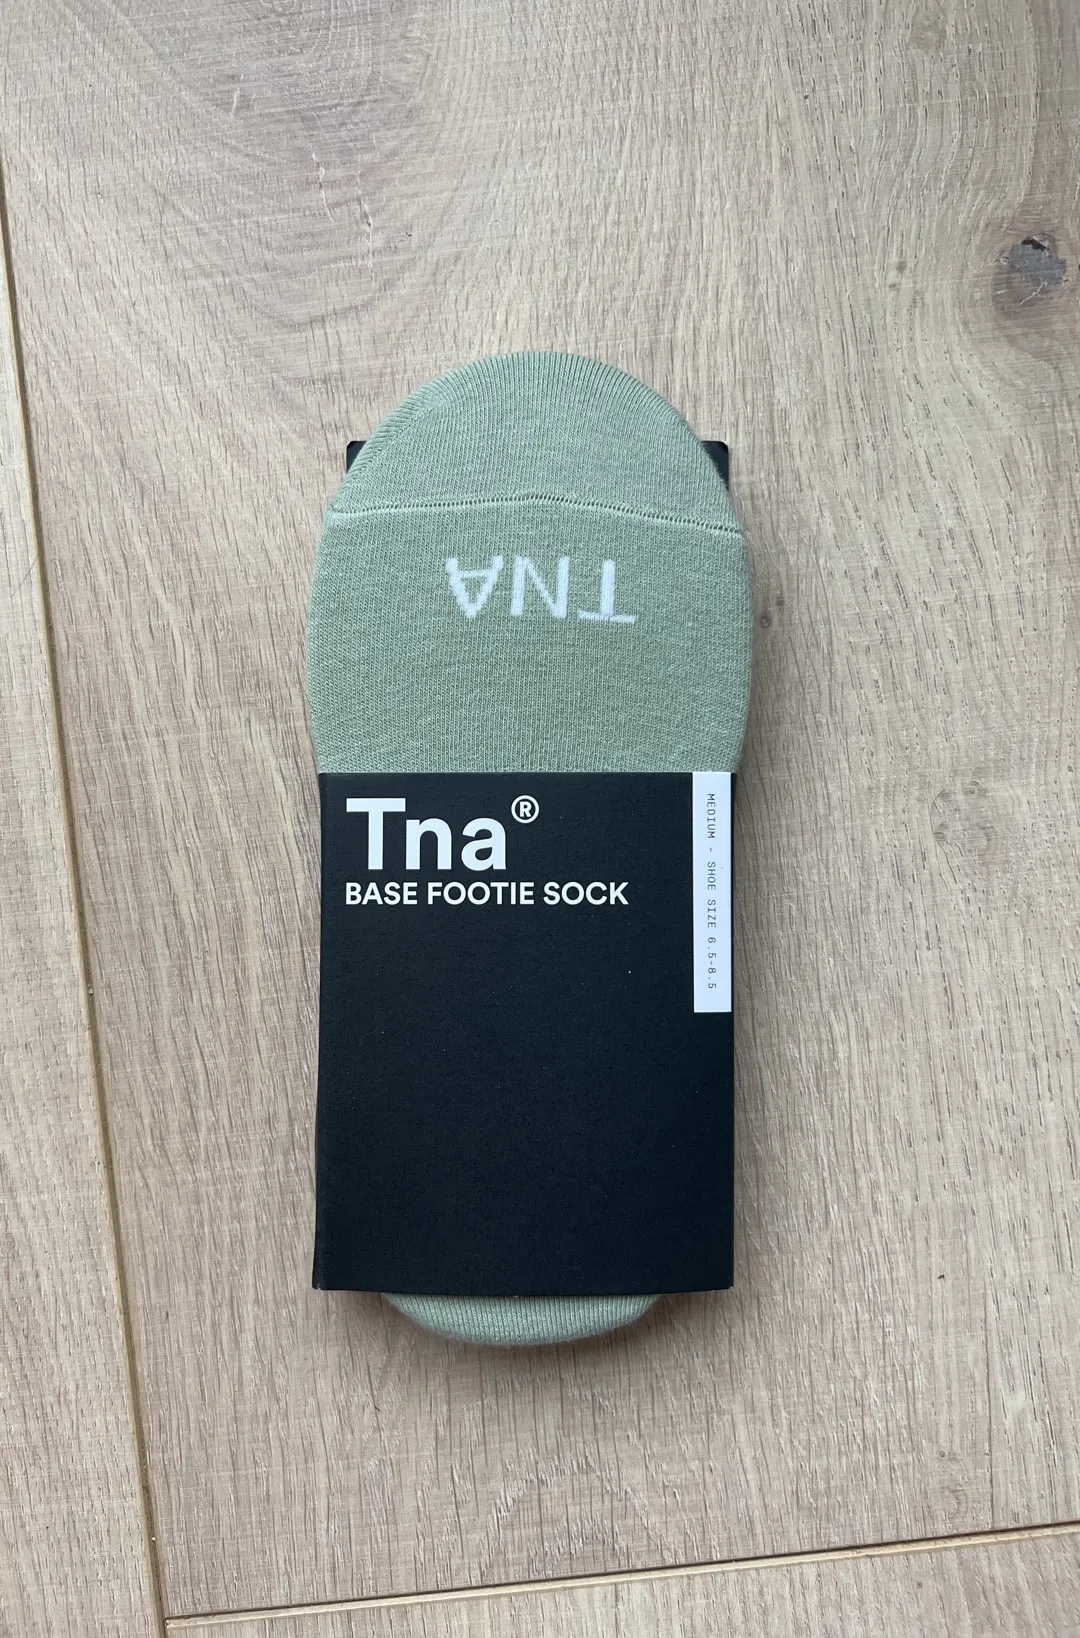 TNA
Tna®
BASE FOOTIE SOCK
MEDIUM - SHOE SIZE 6.5-8.5